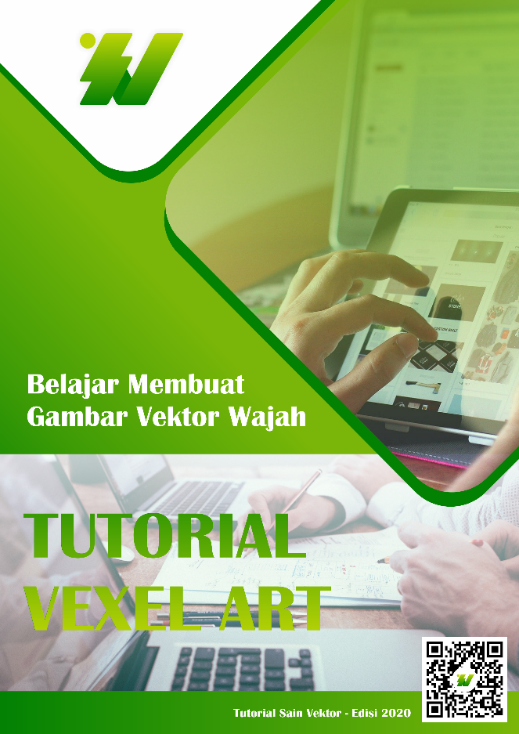 Belajar Membuat
Gambar Vektor Wajah
TUTORIAL
VEXEL ART
Tutorial Sain Vektor - Edisi 2020